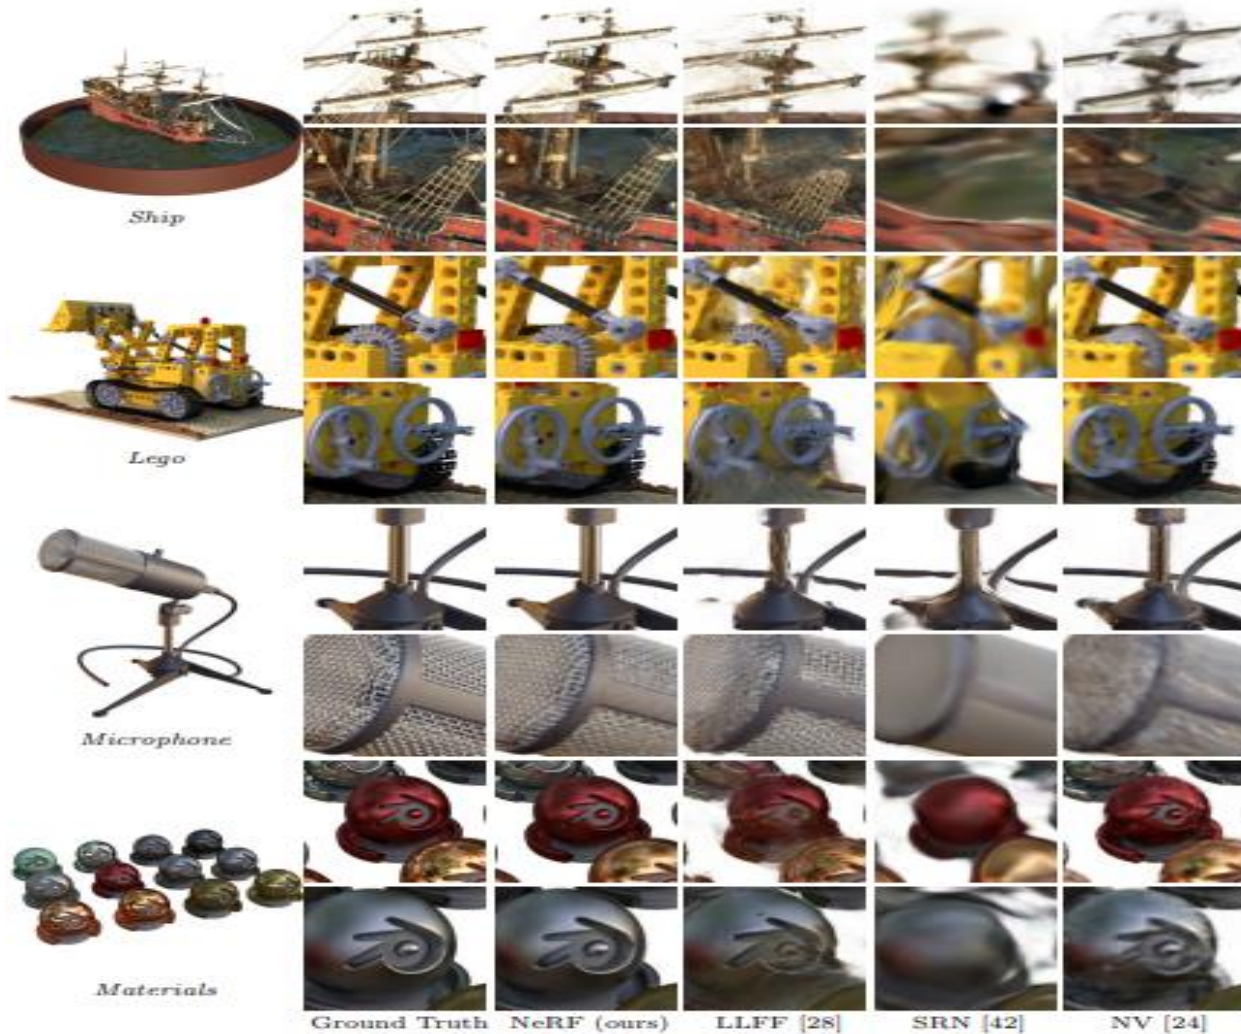 Ship
Lego
Microphone
Materials
Ground Truth NeRF (ours) LLFF [28] SRN [42] NV [24]